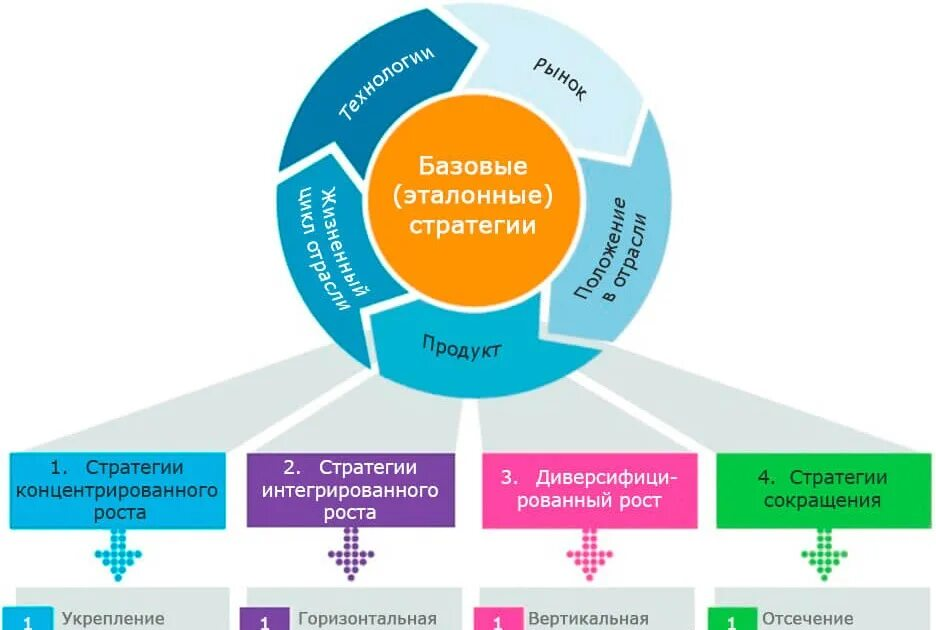 Технологии
Рынок
Базовые
(эталонные)
стратегии
Жизненный
цикл отрасли
Положение
в отрасли
Продукт
1. Стратегии
концентрированного
роста
2. Стратегии
интегрированного
роста
3. Диверсифици-
рованный рост
4. Стратегии
сокращения
1 Укрепление
1 Горизонтальная
1 Вертикальная
1 Отсечение